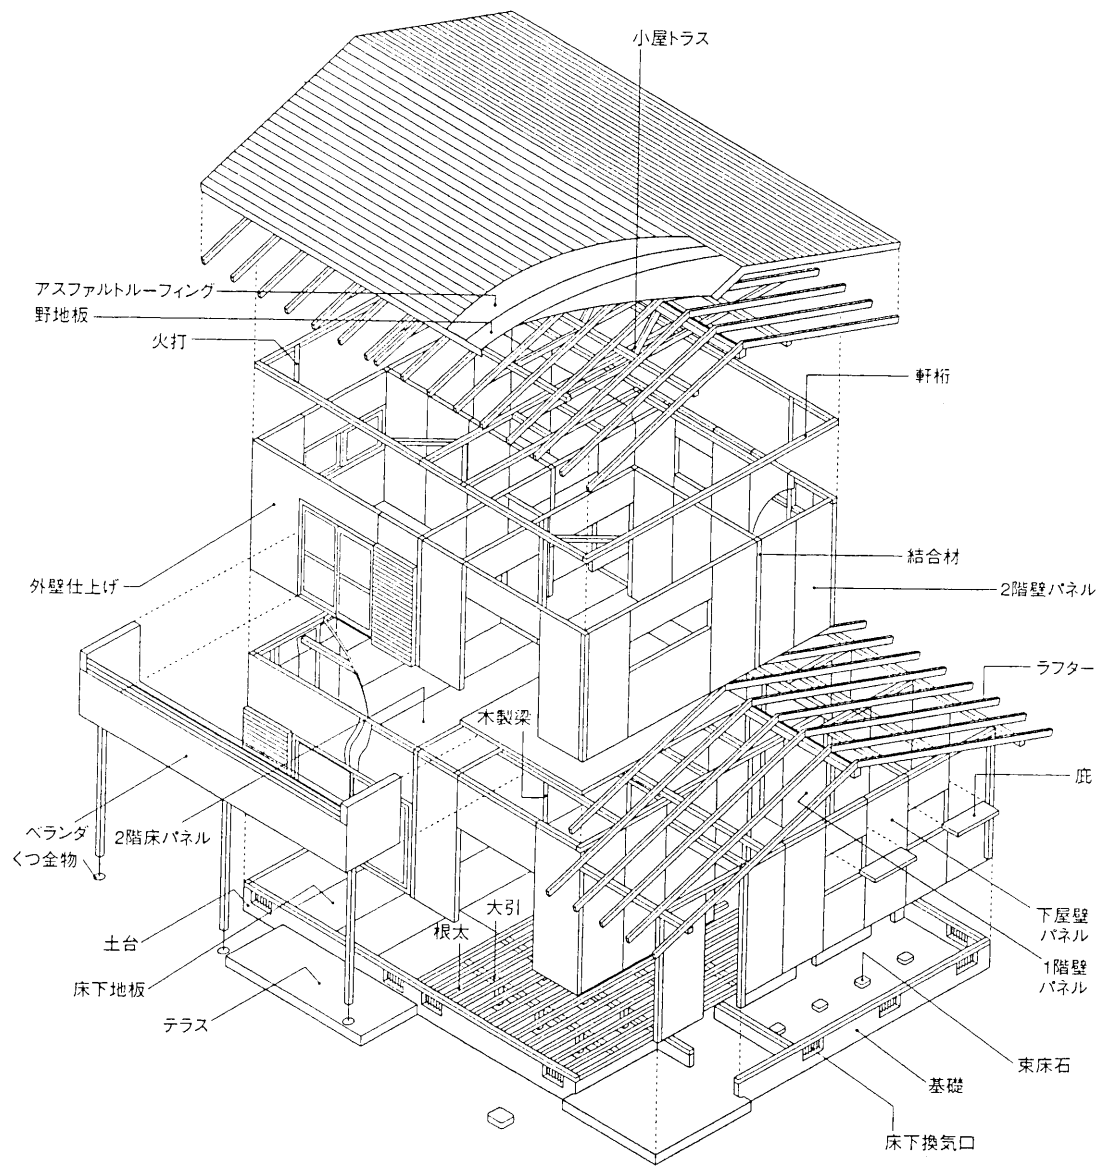 小屋トラス
アスファルトルーフィング
野地板
火打
軒桁
結合材
外壁仕上げ
2階壁パネル
ラフター
木製梁
庇
ベランダ
2階床パネル
くつ金物
大引
下屋壁
パネル
土台
根太
1階壁
パネル
床下地板
テラス
束床石
基礎
床下換気口